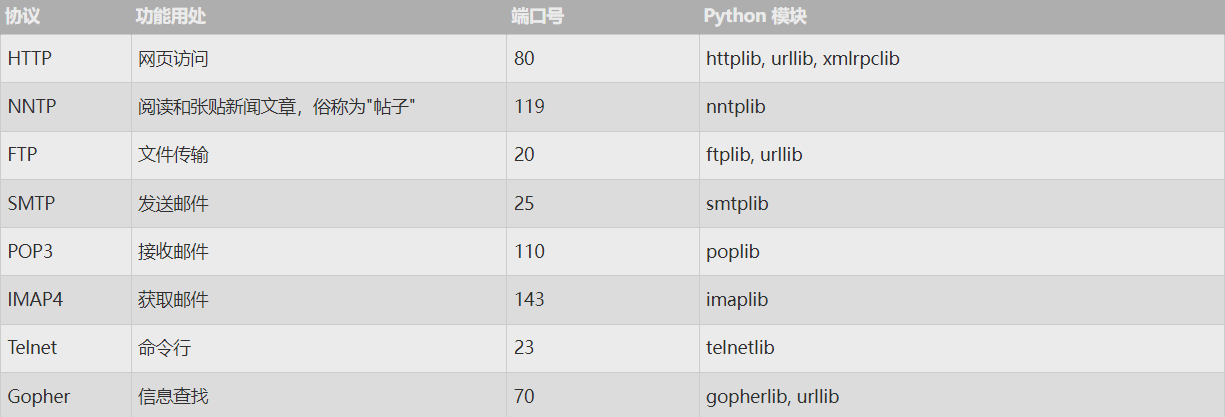 协议 功能用处 端口号 Python 模块
HTTP 网页访问 80 httplib, urllib, xmlrpclib
NNTP 阅读和张贴新闻文章，俗称为"帖子" 119 nntplib
FTP 文件传输 20 ftplib, urllib
SMTP 发送邮件 25 smtplib
POP3 接收邮件 110 poplib
IMAP4 获取邮件 143 imaplib
Telnet 命令行 23 telnetlib
Gopher 信息查找 70 gopherlib, urllib